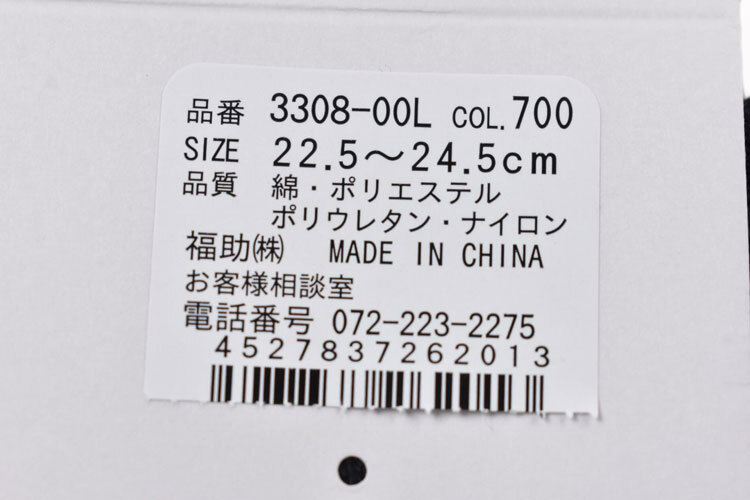 品番 3308-00L COL.700
SIZE 22.5～24.5cm
品質 綿・ポリエステル
ポリウレタン・ナイロン
福助㈱ MADE IN CHINA
お客様相談室
電話番号 072-223-2275
4527837262013